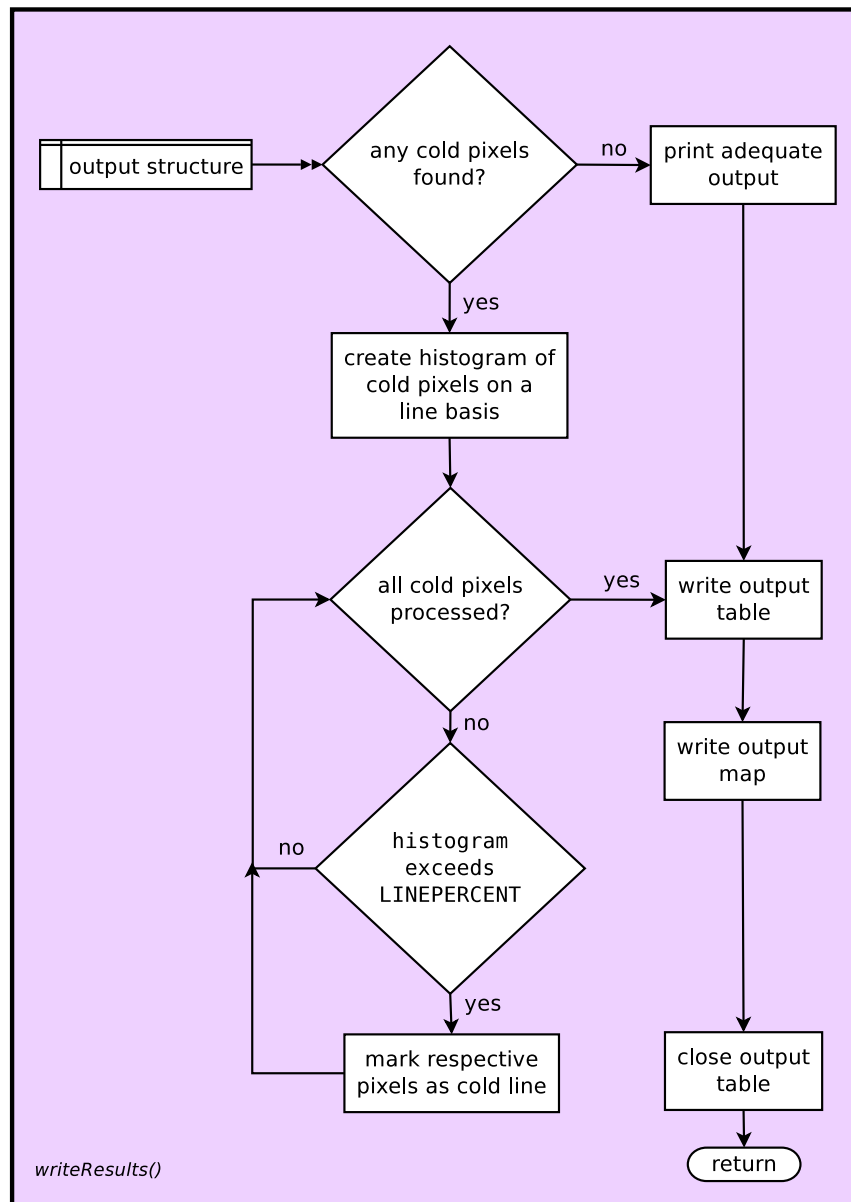 any cold pixels
found?
no
print adequate
output
output structure
yes
create histogram of
cold pixels on a
line basis
all cold pixels
processed?
yes
write output
table
no
write output
map
histogram
exceeds
LINEPERCENT
no
yes
mark respective
pixels as cold line
close output
table
return
writeResults()